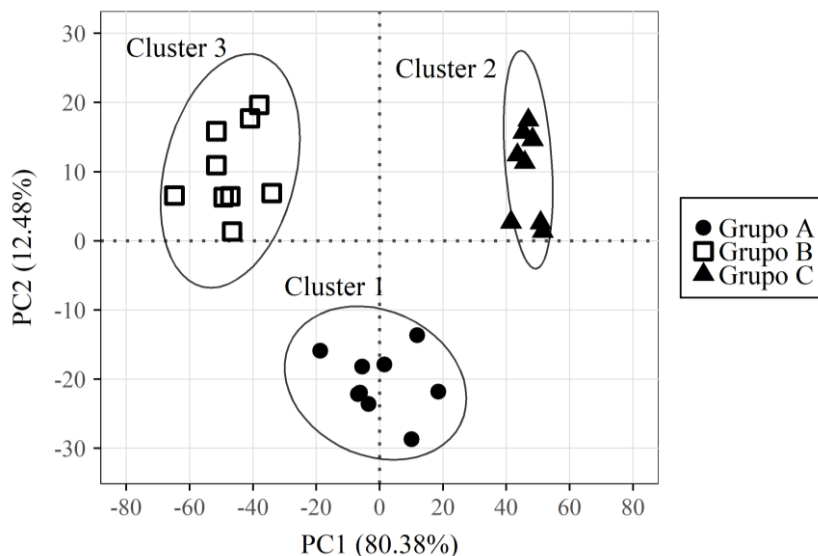 Cluster 3
Cluster 2
Cluster 1
30
20
10
0
-10
-20
-30
PC2 (12.48%)
-80
-60
-40
-20
0
20
40
60
80
PC1 (80.38%)
Grupo A
Grupo B
Grupo C